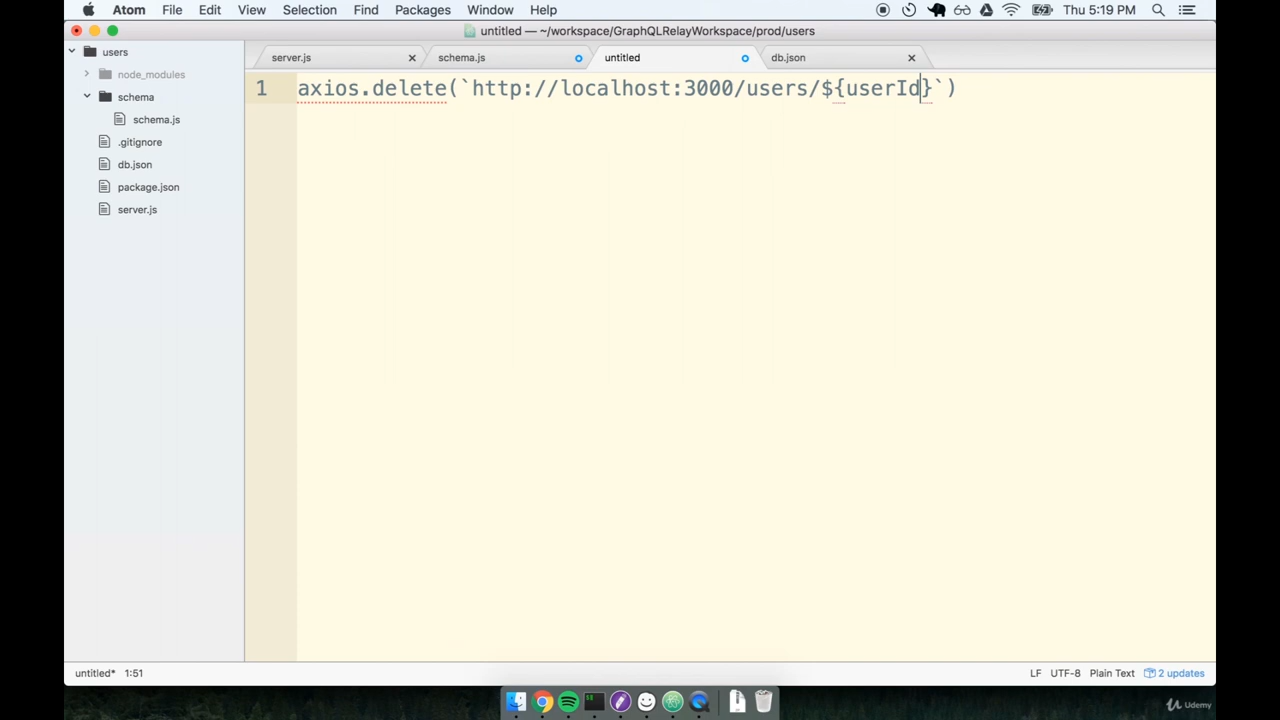 Atom File Edit View Selection Find Packages Window Help Thu 5:19 PM
untitled — ~/workspace/GraphQLRelayWorkspace/prod/users
users
node_modules
schema
schema.js
.gitignore
db.json
package.json
server.js
server.js schema.js untitled db.json
1 axios.delete(`http://localhost:3000/users/${userId}`)
untitled* 1:51 LF UTF-8 Plain Text 2 updates
Udemy